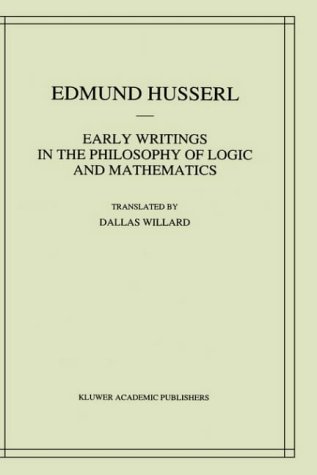 EDMUND HUSSERL
EARLY WRITINGS
IN THE PHILOSOPHY OF LOGIC
AND MATHEMATICS
TRANSLATED BY
DALLAS WILLARD
KLUWER ACADEMIC PUBLISHERS